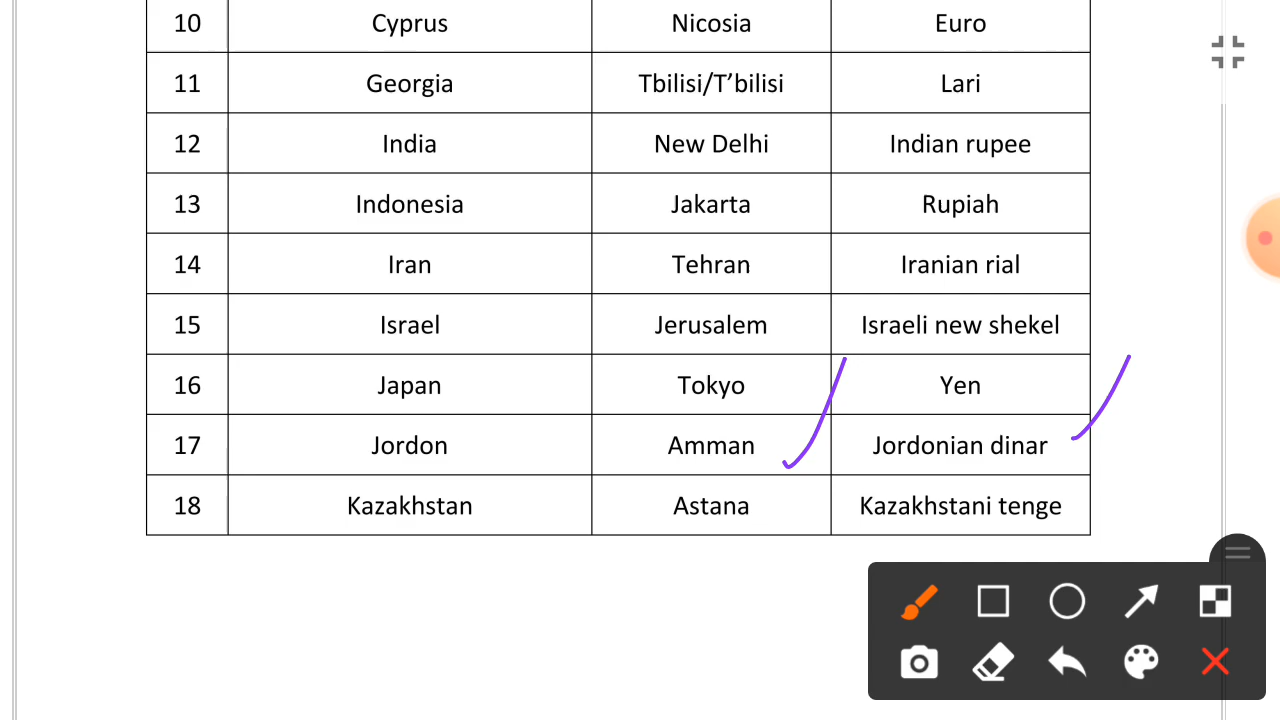 10 Cyprus Nicosia Euro
11 Georgia Tbilisi/T’bilisi Lari
12 India New Delhi Indian rupee
13 Indonesia Jakarta Rupiah
14 Iran Tehran Iranian rial
15 Israel Jerusalem Israeli new shekel
16 Japan Tokyo Yen
17 Jordon Amman Jordonian dinar
18 Kazakhstan Astana Kazakhstani tenge